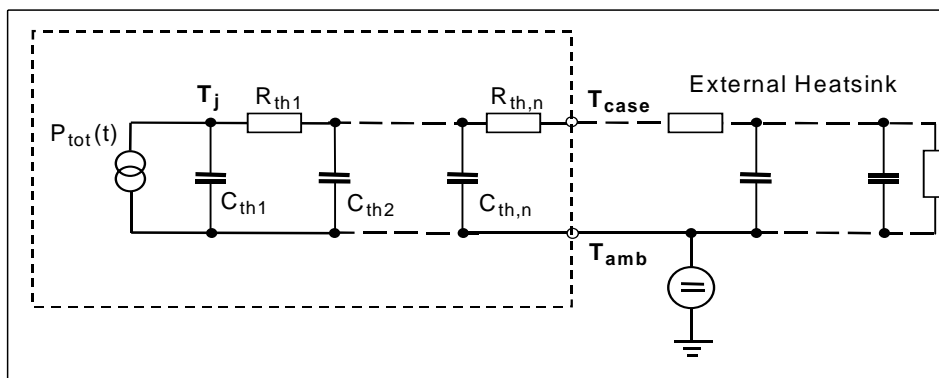 External Heatsink
T_j
R_th1
R_th,n
T_case
P_tot(t)
C_th1
C_th2
C_th,n
T_amb